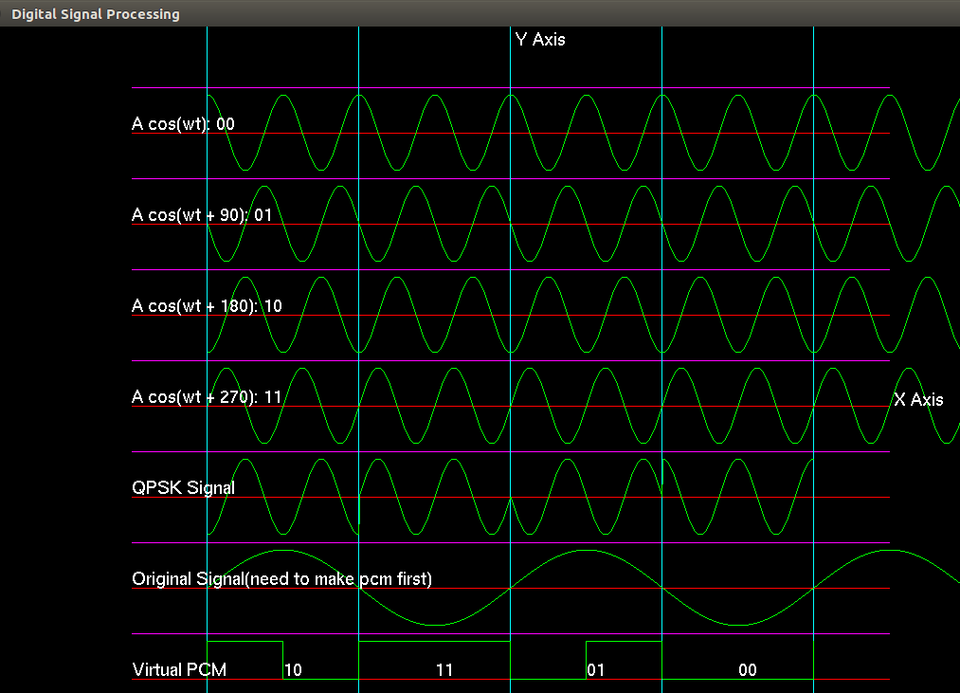 Digital Signal Processing
Y Axis
A cos(wt): 00
A cos(wt + 90): 01
A cos(wt + 180): 10
A cos(wt + 270): 11
X Axis
QPSK Signal
Original Signal(need to make pcm first)
Virtual PCM 10 11 01 00